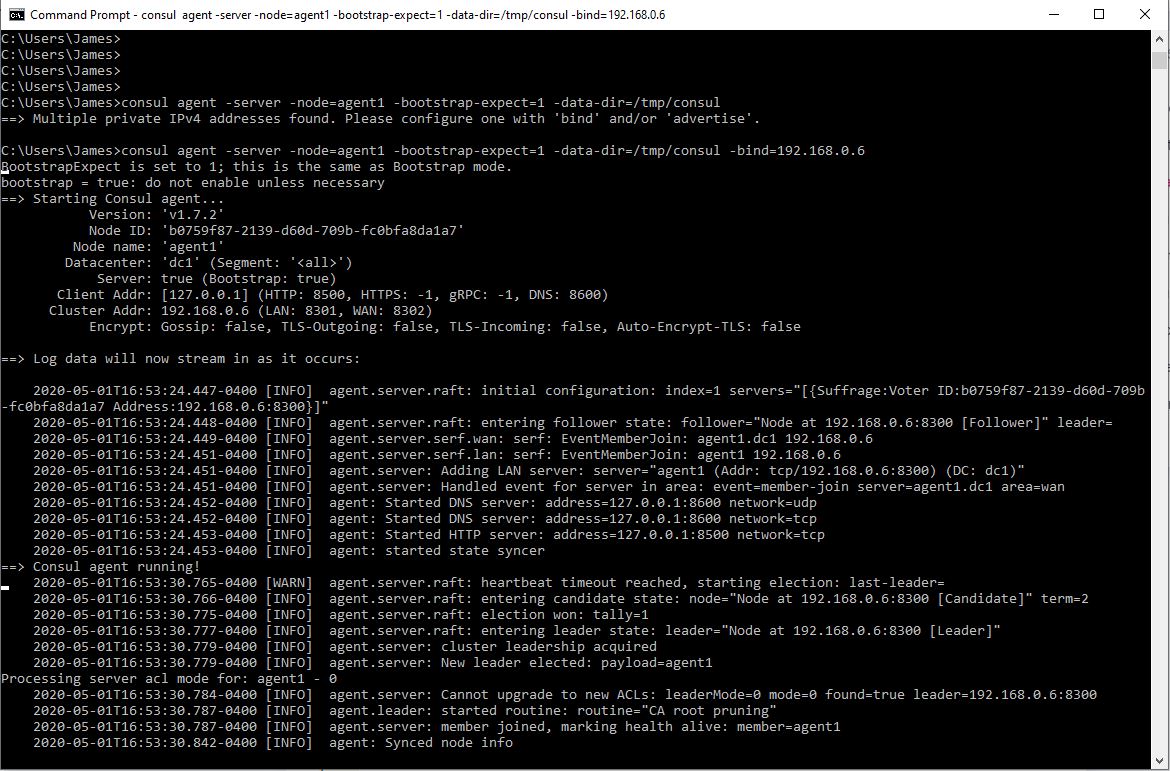 Command Prompt - consul agent -server -node=agent1 -bootstrap-expect=1 -data-dir=/tmp/consul -bind=192.168.0.6
C:\Users\James>
C:\Users\James>
C:\Users\James>
C:\Users\James>
C:\Users\James>consul agent -server -node=agent1 -bootstrap-expect=1 -data-dir=/tmp/consul
==> Multiple private IPv4 addresses found. Please configure one with 'bind' and/or 'advertise'.
C:\Users\James>consul agent -server -node=agent1 -bootstrap-expect=1 -data-dir=/tmp/consul -bind=192.168.0.6
BootstrapExpect is set to 1; this is the same as Bootstrap mode.
bootstrap = true: do not enable unless necessary
==> Starting Consul agent...
Version: 'v1.7.2'
Node ID: 'b0759f87-2139-d60d-709b-fc0bfa8da1a7'
Node name: 'agent1'
Datacenter: 'dc1' (Segment: '<all>')
Server: true (Bootstrap: true)
Client Addr: [127.0.0.1] (HTTP: 8500, HTTPS: -1, gRPC: -1, DNS: 8600)
Cluster Addr: 192.168.0.6 (LAN: 8301, WAN: 8302)
Encrypt: Gossip: false, TLS-Outgoing: false, TLS-Incoming: false, Auto-Encrypt-TLS: false
==> Log data will now stream in as it occurs:
2020-05-01T16:53:24.447-0400 [INFO]  agent.server.raft: initial configuration: index=1 servers="[{Suffrage:Voter ID:b0759f87-2139-d60d-709b
-fc0bfa8da1a7 Address:192.168.0.6:8300}]"
2020-05-01T16:53:24.448-0400 [INFO]  agent.server.raft: entering follower state: follower="Node at 192.168.0.6:8300 [Follower]" leader=
2020-05-01T16:53:24.449-0400 [INFO]  agent.server.serf.wan: serf: EventMemberJoin: agent1.dc1 192.168.0.6
2020-05-01T16:53:24.451-0400 [INFO]  agent.server.serf.lan: serf: EventMemberJoin: agent1 192.168.0.6
2020-05-01T16:53:24.451-0400 [INFO]  agent.server: Adding LAN server: server="agent1 (Addr: tcp/192.168.0.6:8300) (DC: dc1)"
2020-05-01T16:53:24.451-0400 [INFO]  agent.server: Handled event for server in area: event=member-join server=agent1.dc1 area=wan
2020-05-01T16:53:24.452-0400 [INFO]  agent: Started DNS server: address=127.0.0.1:8600 network=udp
2020-05-01T16:53:24.452-0400 [INFO]  agent: Started DNS server: address=127.0.0.1:8600 network=tcp
2020-05-01T16:53:24.453-0400 [INFO]  agent: Started HTTP server: address=127.0.0.1:8500 network=tcp
2020-05-01T16:53:24.453-0400 [INFO]  agent: started state syncer
==> Consul agent running!
2020-05-01T16:53:30.765-0400 [WARN]  agent.server.raft: heartbeat timeout reached, starting election: last-leader=
2020-05-01T16:53:30.766-0400 [INFO]  agent.server.raft: entering candidate state: node="Node at 192.168.0.6:8300 [Candidate]" term=2
2020-05-01T16:53:30.775-0400 [INFO]  agent.server.raft: election won: tally=1
2020-05-01T16:53:30.777-0400 [INFO]  agent.server.raft: entering leader state: leader="Node at 192.168.0.6:8300 [Leader]"
2020-05-01T16:53:30.779-0400 [INFO]  agent.server: cluster leadership acquired
2020-05-01T16:53:30.779-0400 [INFO]  agent.server: New leader elected: payload=agent1
Processing server acl mode for: agent1 - 0
2020-05-01T16:53:30.784-0400 [INFO]  agent.server: Cannot upgrade to new ACLs: leaderMode=0 mode=0 found=true leader=192.168.0.6:8300
2020-05-01T16:53:30.787-0400 [INFO]  agent.leader: started routine: routine="CA root pruning"
2020-05-01T16:53:30.787-0400 [INFO]  agent.server: member joined, marking health alive: member=agent1
2020-05-01T16:53:30.842-0400 [INFO]  agent: Synced node info